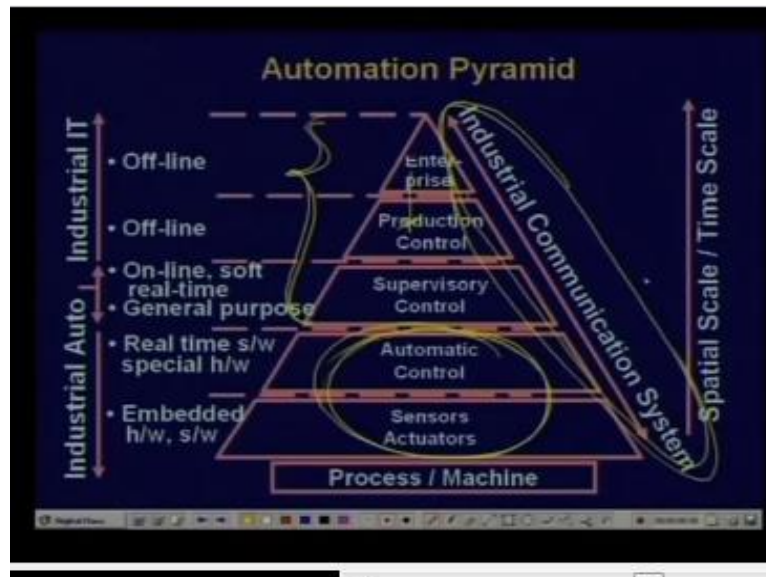 Automation Pyramid
Industrial IT
• Off-line
• Off-line
• On-line, soft
real-time
• General purpose
Industrial Auto
• Real time s/w
special h/w
• Embedded
h/w, s/w
Enter-
prise
Production
Control
Supervisory
Control
Automatic
Control
Sensors
Actuators
Process / Machine
Industrial Communication System
Spatial Scale / Time Scale